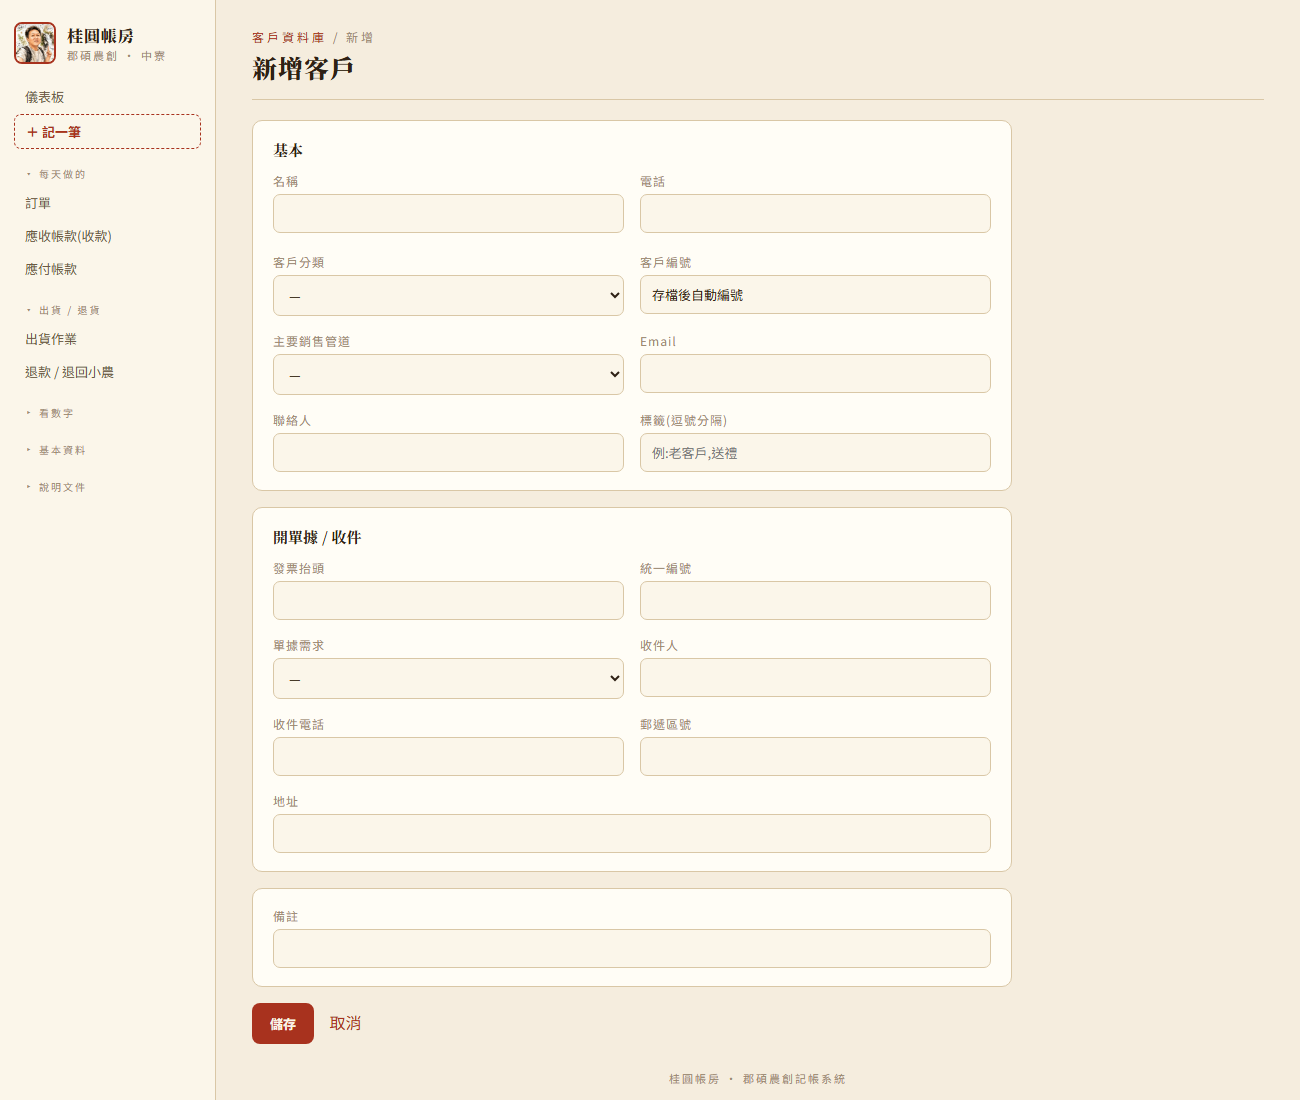 桂圓帳房
郡碩農創 · 中寮
儀表板
＋ 記一筆
每天做的
訂單
應收帳款(收款)
應付帳款
出貨 / 退貨
出貨作業
退款 / 退回小農
看數字
基本資料
說明文件
客戶資料庫 / 新增
新增客戶
基本
名稱
電話
客戶分類
客戶編號
—
存檔後自動編號
主要銷售管道
Email
—
聯絡人
標籤(逗號分隔)
例:老客戶,送禮
開單據 / 收件
發票抬頭
統一編號
單據需求
收件人
—
收件電話
郵遞區號
地址
備註
儲存
取消
桂圓帳房 · 郡碩農創記帳系統